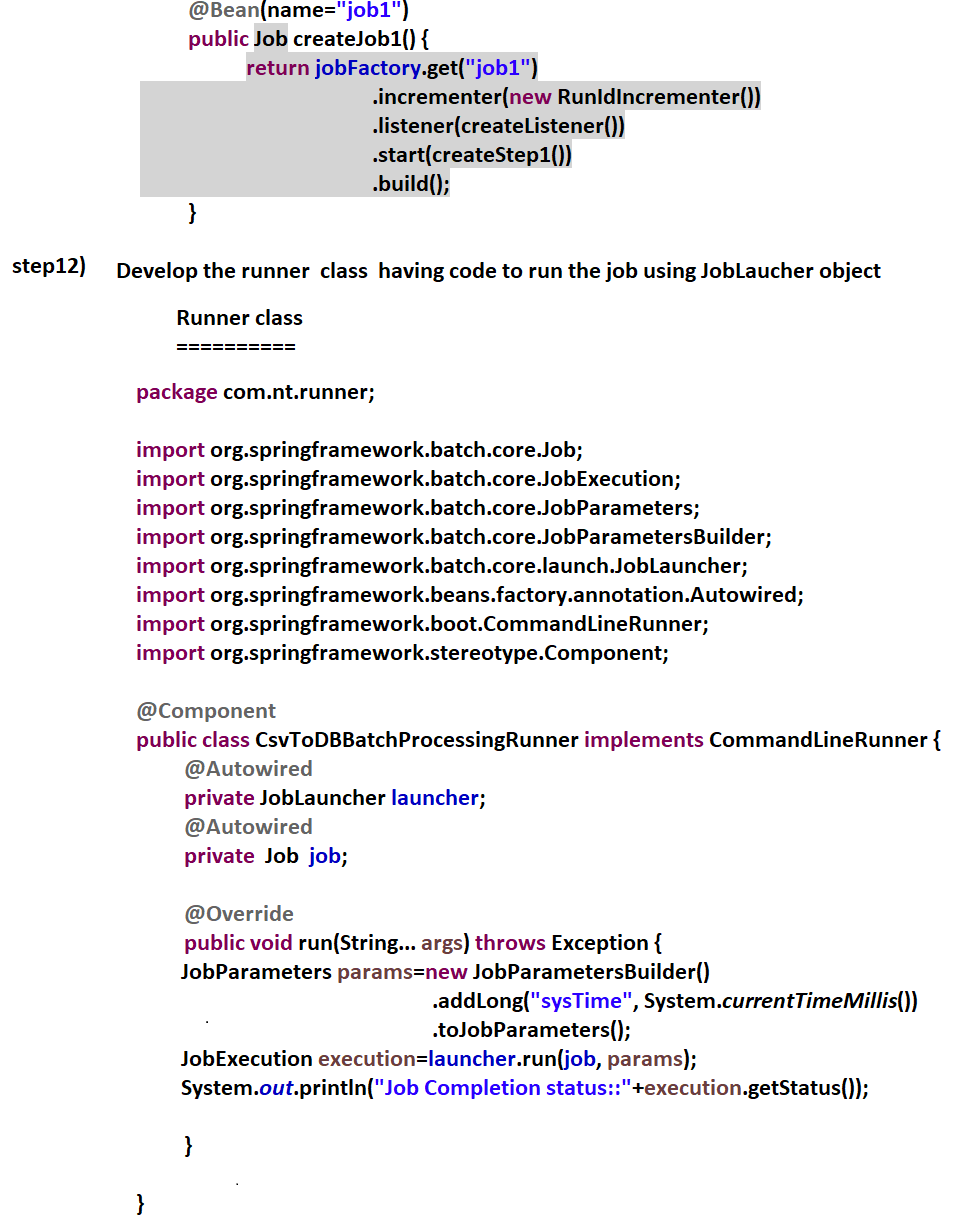 @Bean(name="job1")
public Job createJob1() {
return jobFactory.get("job1")
.incrementer(new RunIdIncrementer())
.listener(createListener())
.start(createStep1())
.build();
}
step12) Develop the runner class having code to run the job using JobLaucher object
Runner class
==========
package com.nt.runner;
import org.springframework.batch.core.Job;
import org.springframework.batch.core.JobExecution;
import org.springframework.batch.core.JobParameters;
import org.springframework.batch.core.JobParametersBuilder;
import org.springframework.batch.core.launch.JobLauncher;
import org.springframework.beans.factory.annotation.Autowired;
import org.springframework.boot.CommandLineRunner;
import org.springframework.stereotype.Component;
@Component
public class CsvToDBBatchProcessingRunner implements CommandLineRunner {
@Autowired
private JobLauncher launcher;
@Autowired
private Job job;
@Override
public void run(String... args) throws Exception {
JobParameters params=new JobParametersBuilder()
.addLong("sysTime", System.currentTimeMillis())
.toJobParameters();
JobExecution execution=launcher.run(job, params);
System.out.println("Job Completion status::"+execution.getStatus());
}
}